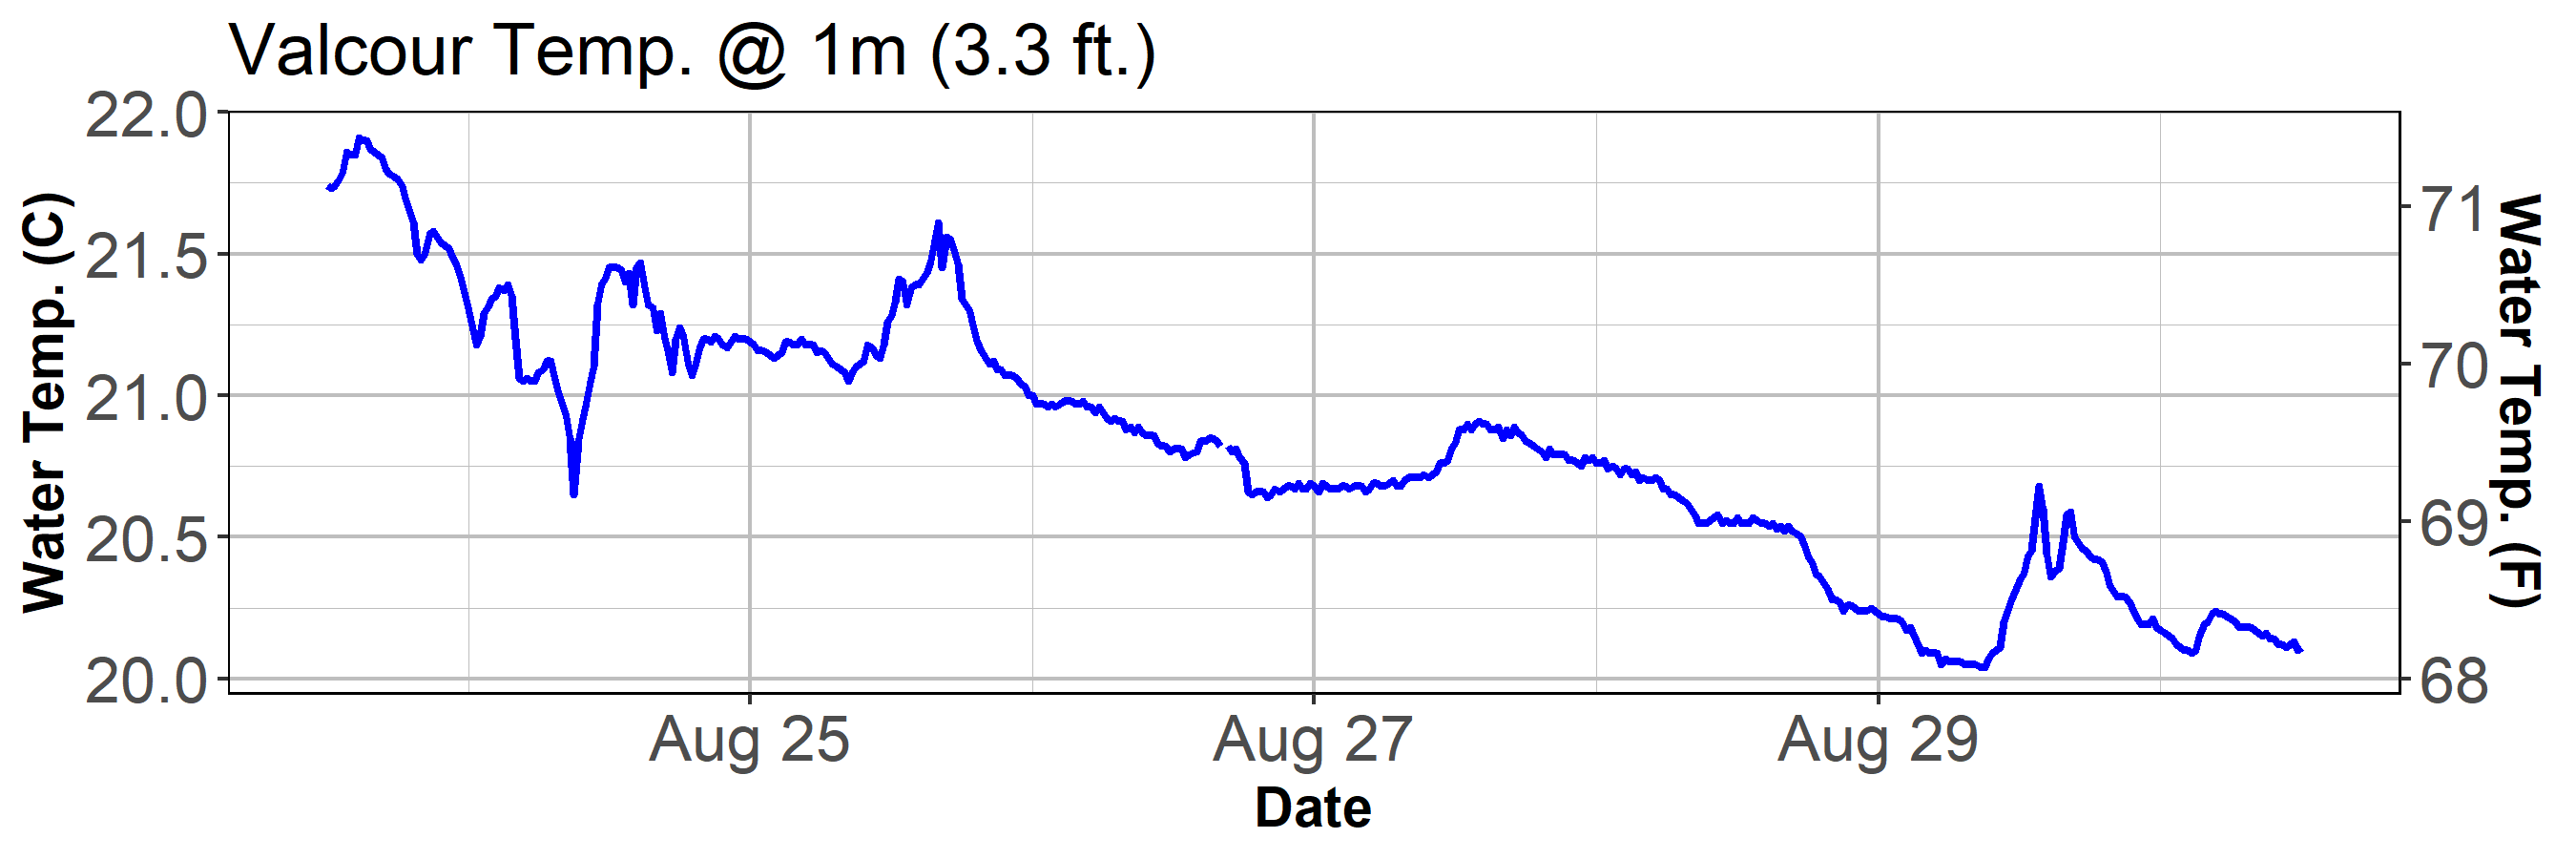 Valcour Temp. @ 1m (3.3 ft.)
22.0
21.5
21.0
20.5
20.0
Water Temp. (C)
71
70
69
68
Water Temp. (F)
Aug 25 Aug 27 Aug 29
Date